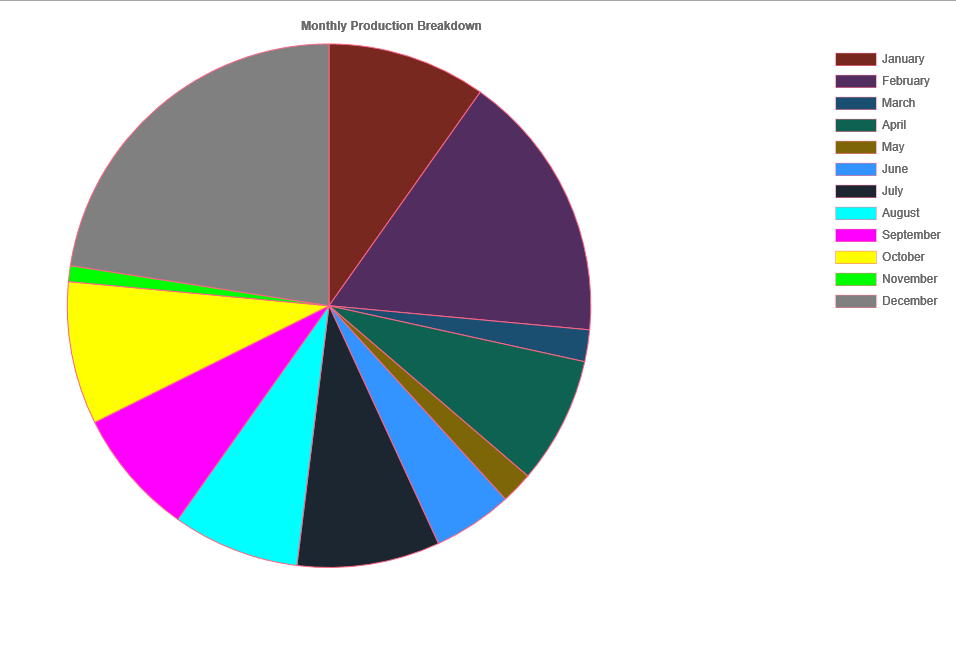 Monthly Production Breakdown
January
February
March
April
May
June
July
August
September
October
November
December